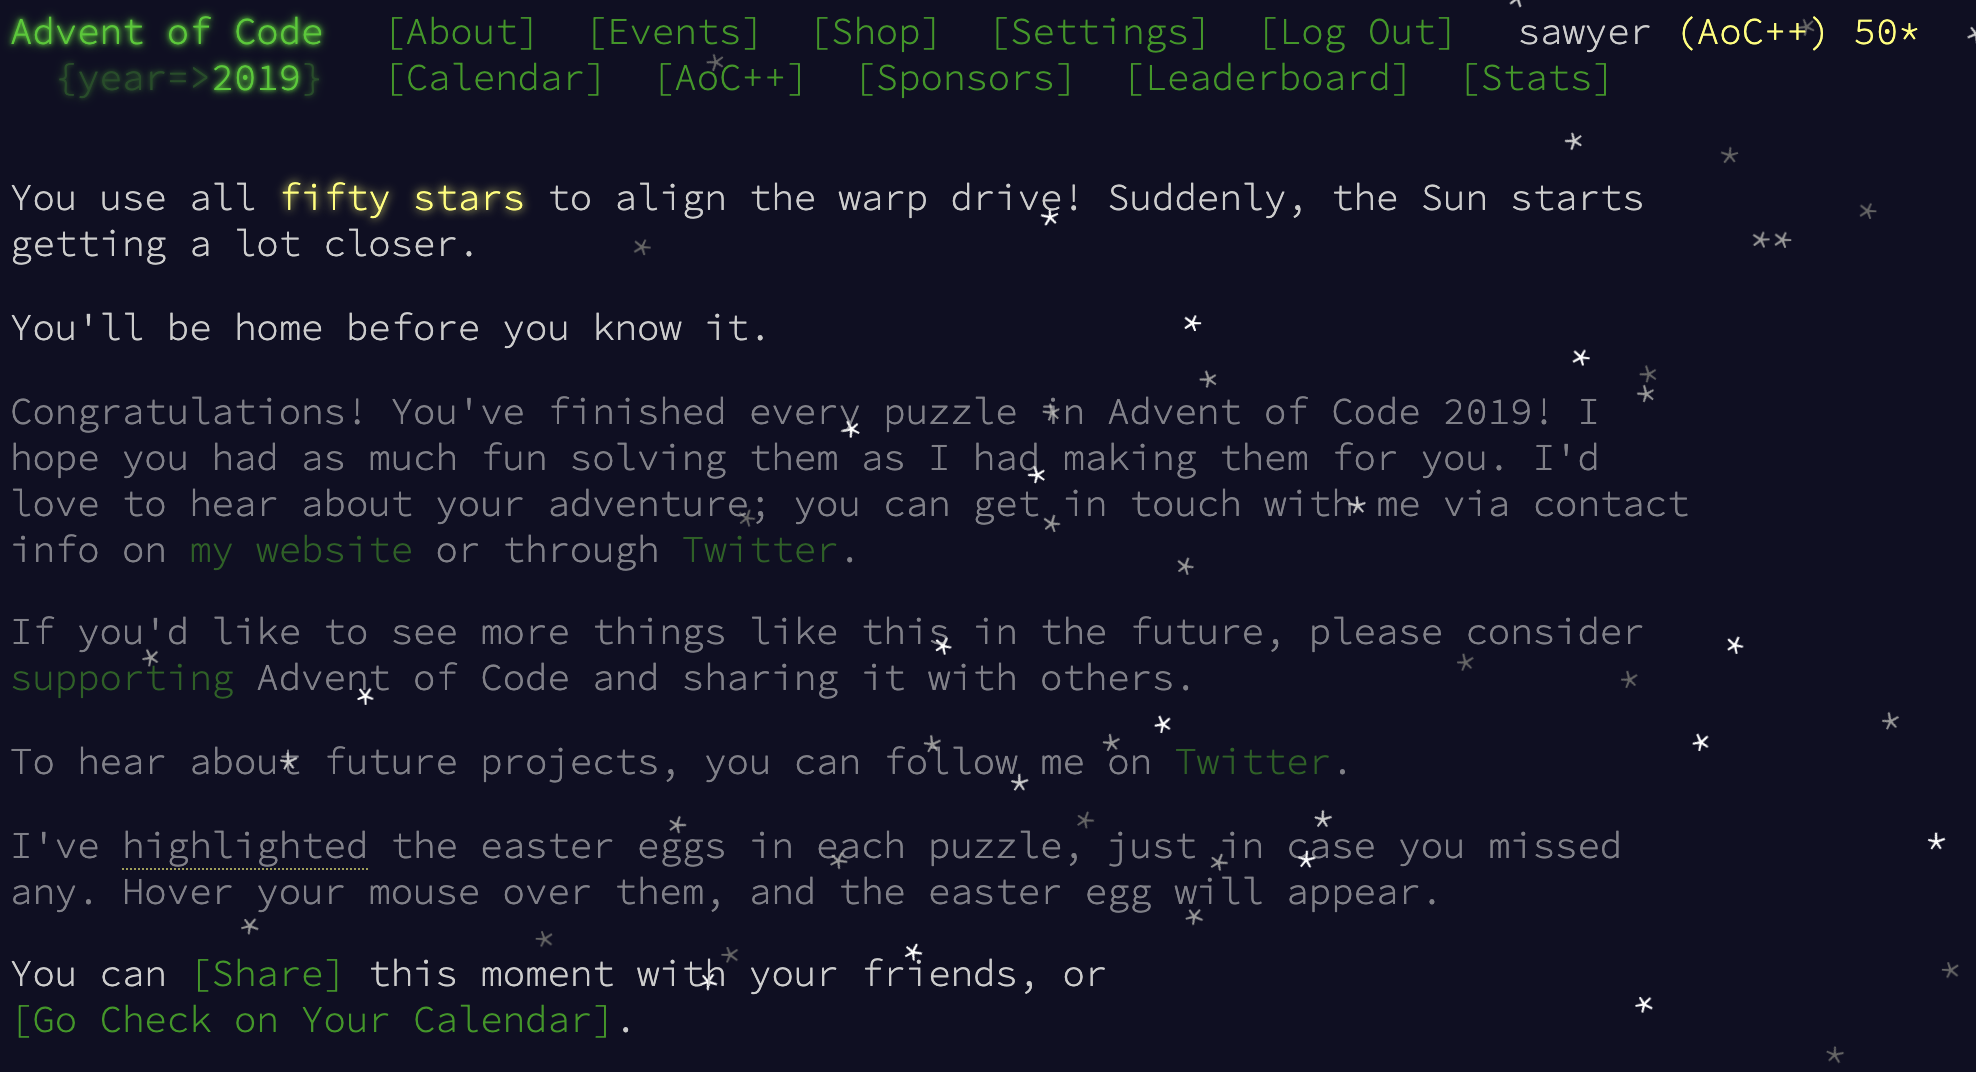 Advent of Code [About] [Events] [Shop] [Settings] [Log Out] sawyer (AoC++) 50*
{year=>2019} [Calendar] [AoC++] [Sponsors] [Leaderboard] [Stats]
You use all fifty stars to align the warp drive! Suddenly, the Sun starts
getting a lot closer.
You'll be home before you know it.
Congratulations! You've finished every puzzle in Advent of Code 2019! I
hope you had as much fun solving them as I had making them for you. I'd
love to hear about your adventure; you can get in touch with me via contact
info on my website or through Twitter.
If you'd like to see more things like this in the future, please consider
supporting Advent of Code and sharing it with others.
To hear about future projects, you can follow me on Twitter.
I've highlighted the easter eggs in each puzzle, just in case you missed
any. Hover your mouse over them, and the easter egg will appear.
You can [Share] this moment with your friends, or
[Go Check on Your Calendar].